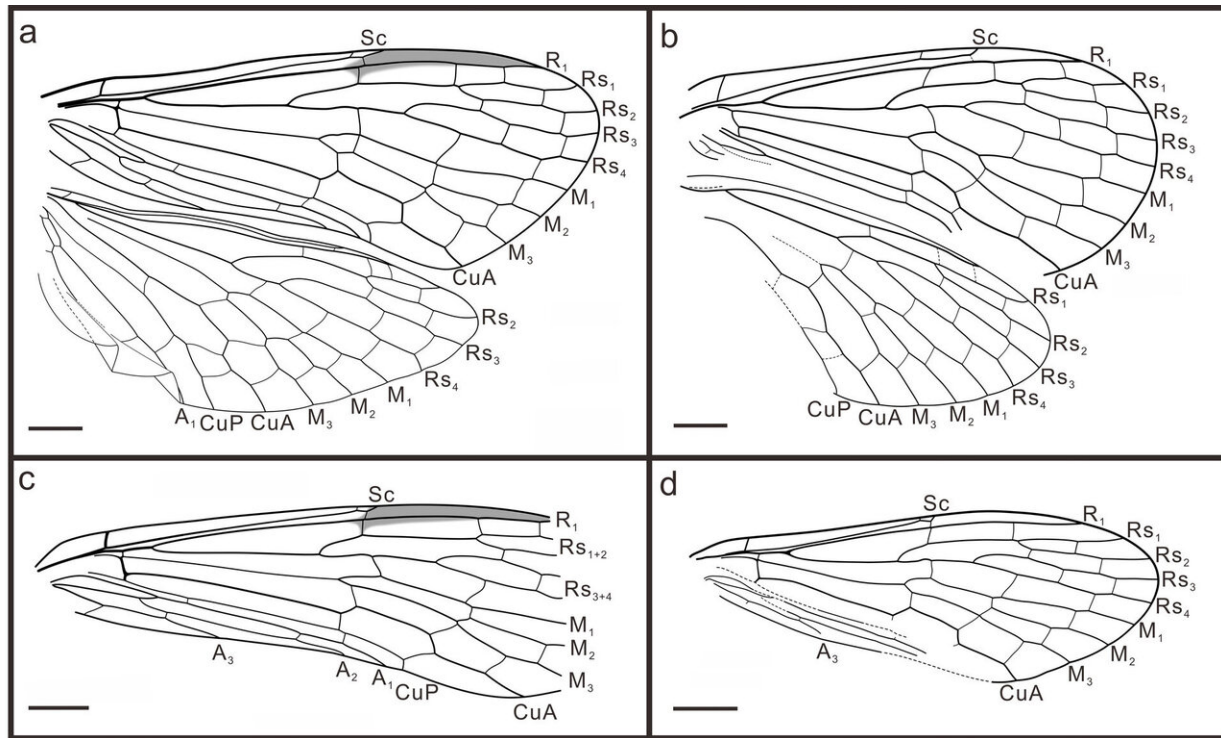 a
Sc
R₁
Rs₁
Rs₂
Rs₃
Rs₄
M₁
M₂
M₃
CuA
Rs₂
Rs₃
Rs₄
M₁
M₂
M₃
CuA
CuP
A₁
b
Sc
R₁
Rs₁
Rs₂
Rs₃
Rs₄
M₁
M₂
M₃
CuA
Rs₁
Rs₂
Rs₃
Rs₄
M₁
M₂
M₃
CuA
CuP
c
Sc
R₁
Rs₁₊₂
Rs₃₊₄
M₁
M₂
M₃
CuA
CuP
A₁
A₂
A₃
d
Sc
R₁
Rs₁
Rs₂
Rs₃
Rs₄
M₁
M₂
M₃
CuA
A₃